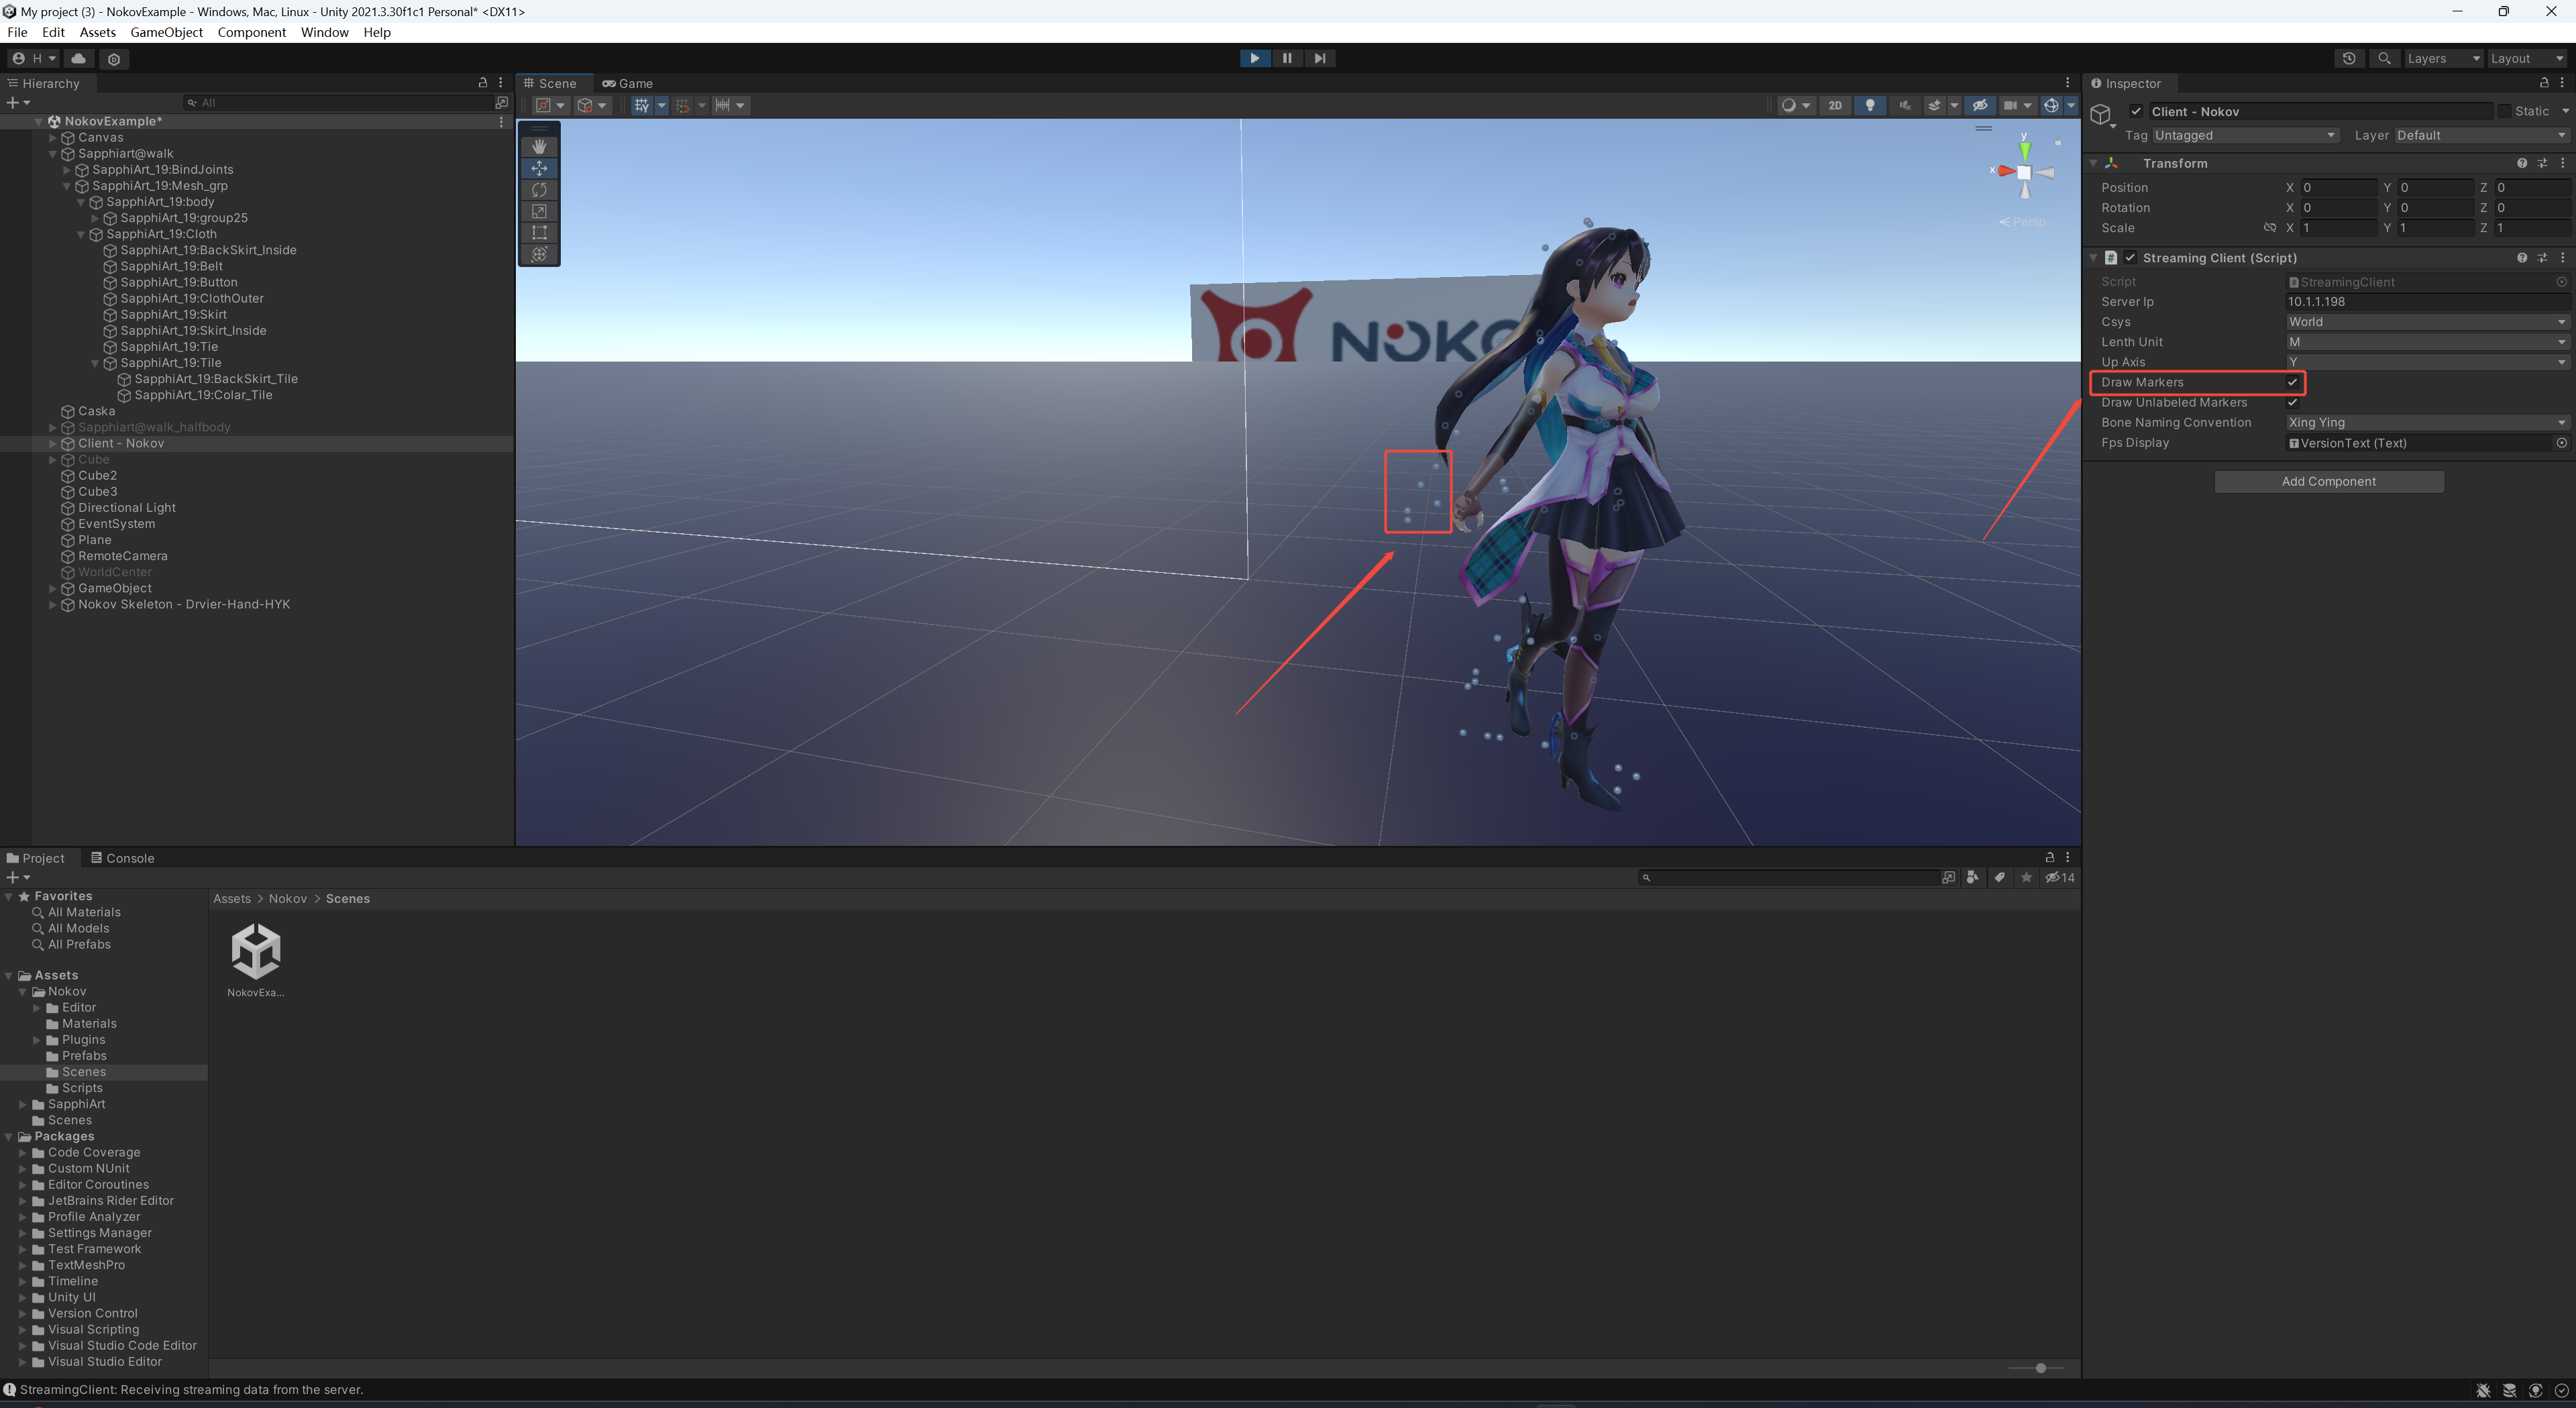 My project (3) - NokovExample - Windows, Mac, Linux - Unity 2021.3.30f1c1 Personal* <DX11>
File Edit Assets GameObject Component Window Help
H
Layers
Layout
Hierarchy
All
NokovExample*
Canvas
Sapphiart@walk
SapphiArt_19:BindJoints
SapphiArt_19:Mesh_grp
SapphiArt_19:body
SapphiArt_19:group25
SapphiArt_19:Cloth
SapphiArt_19:BackSkirt_Inside
SapphiArt_19:Belt
SapphiArt_19:Button
SapphiArt_19:ClothOuter
SapphiArt_19:Skirt
SapphiArt_19:Skirt_Inside
SapphiArt_19:Tie
SapphiArt_19:Tile
SapphiArt_19:BackSkirt_Tile
SapphiArt_19:Colar_Tile
Caska
Sapphiart@walk_halfbody
Client - Nokov
Cube
Cube2
Cube3
Directional Light
EventSystem
Plane
RemoteCamera
WorldCenter
GameObject
Nokov Skeleton - Drvier-Hand-HYK
Scene
Game
2D
y
x
Persp
NOKO
Inspector
Client - Nokov
Static
Tag Untagged
Layer Default
Transform
Position X 0 Y 0 Z 0
Rotation X 0 Y 0 Z 0
Scale X 1 Y 1 Z 1
Streaming Client (Script)
Script StreamingClient
Server Ip 10.1.1.198
Csys World
Lenth Unit M
Up Axis Y
Draw Markers
Draw Unlabeled Markers
Bone Naming Convention Xing Ying
Fps Display VersionText (Text)
Add Component
Project
Console
14
Favorites
All Materials
All Models
All Prefabs
Assets
Nokov
Editor
Materials
Plugins
Prefabs
Scenes
Scripts
SapphiArt
Scenes
Packages
Code Coverage
Custom NUnit
Editor Coroutines
JetBrains Rider Editor
Profile Analyzer
Settings Manager
Test Framework
TextMeshPro
Timeline
Unity UI
Version Control
Visual Scripting
Visual Studio Code Editor
Visual Studio Editor
Assets > Nokov > Scenes
NokovExa...
StreamingClient: Receiving streaming data from the server.